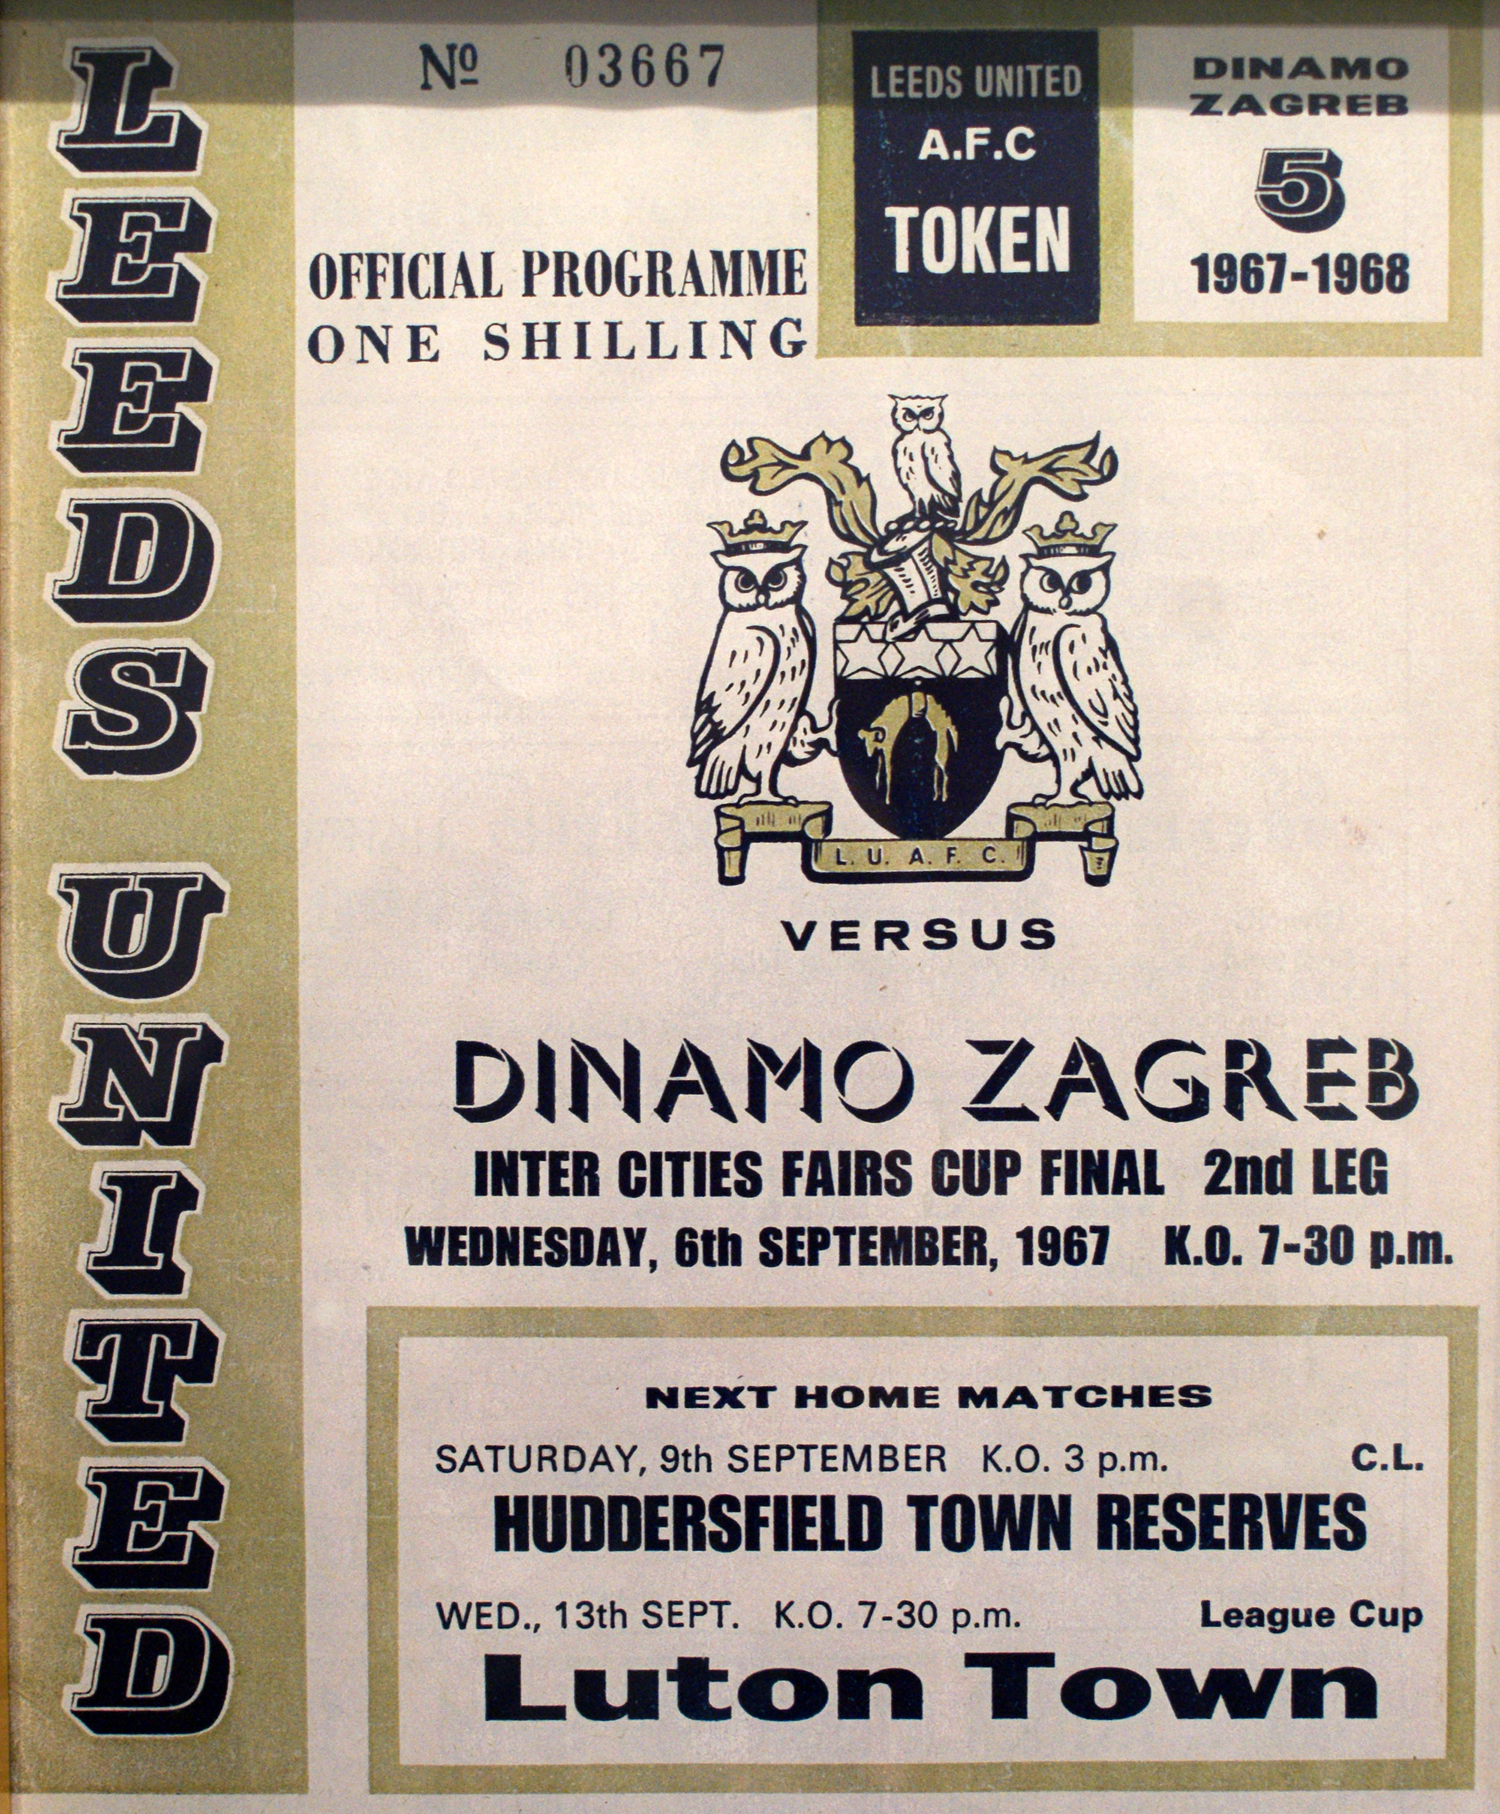 LEEDS UNITED
Nº 03667
OFFICIAL PROGRAMME
ONE SHILLING
LEEDS UNITED
A.F.C
TOKEN
DINAMO
ZAGREB
5
1967-1968
L. U. A. F. C.
VERSUS
DINAMO ZAGREB
INTER CITIES FAIRS CUP FINAL 2nd LEG
WEDNESDAY, 6th SEPTEMBER, 1967 K.O. 7-30 p.m.
NEXT HOME MATCHES
SATURDAY, 9th SEPTEMBER K.O. 3 p.m. C.L.
HUDDERSFIELD TOWN RESERVES
WED., 13th SEPT. K.O. 7-30 p.m. League Cup
Luton Town